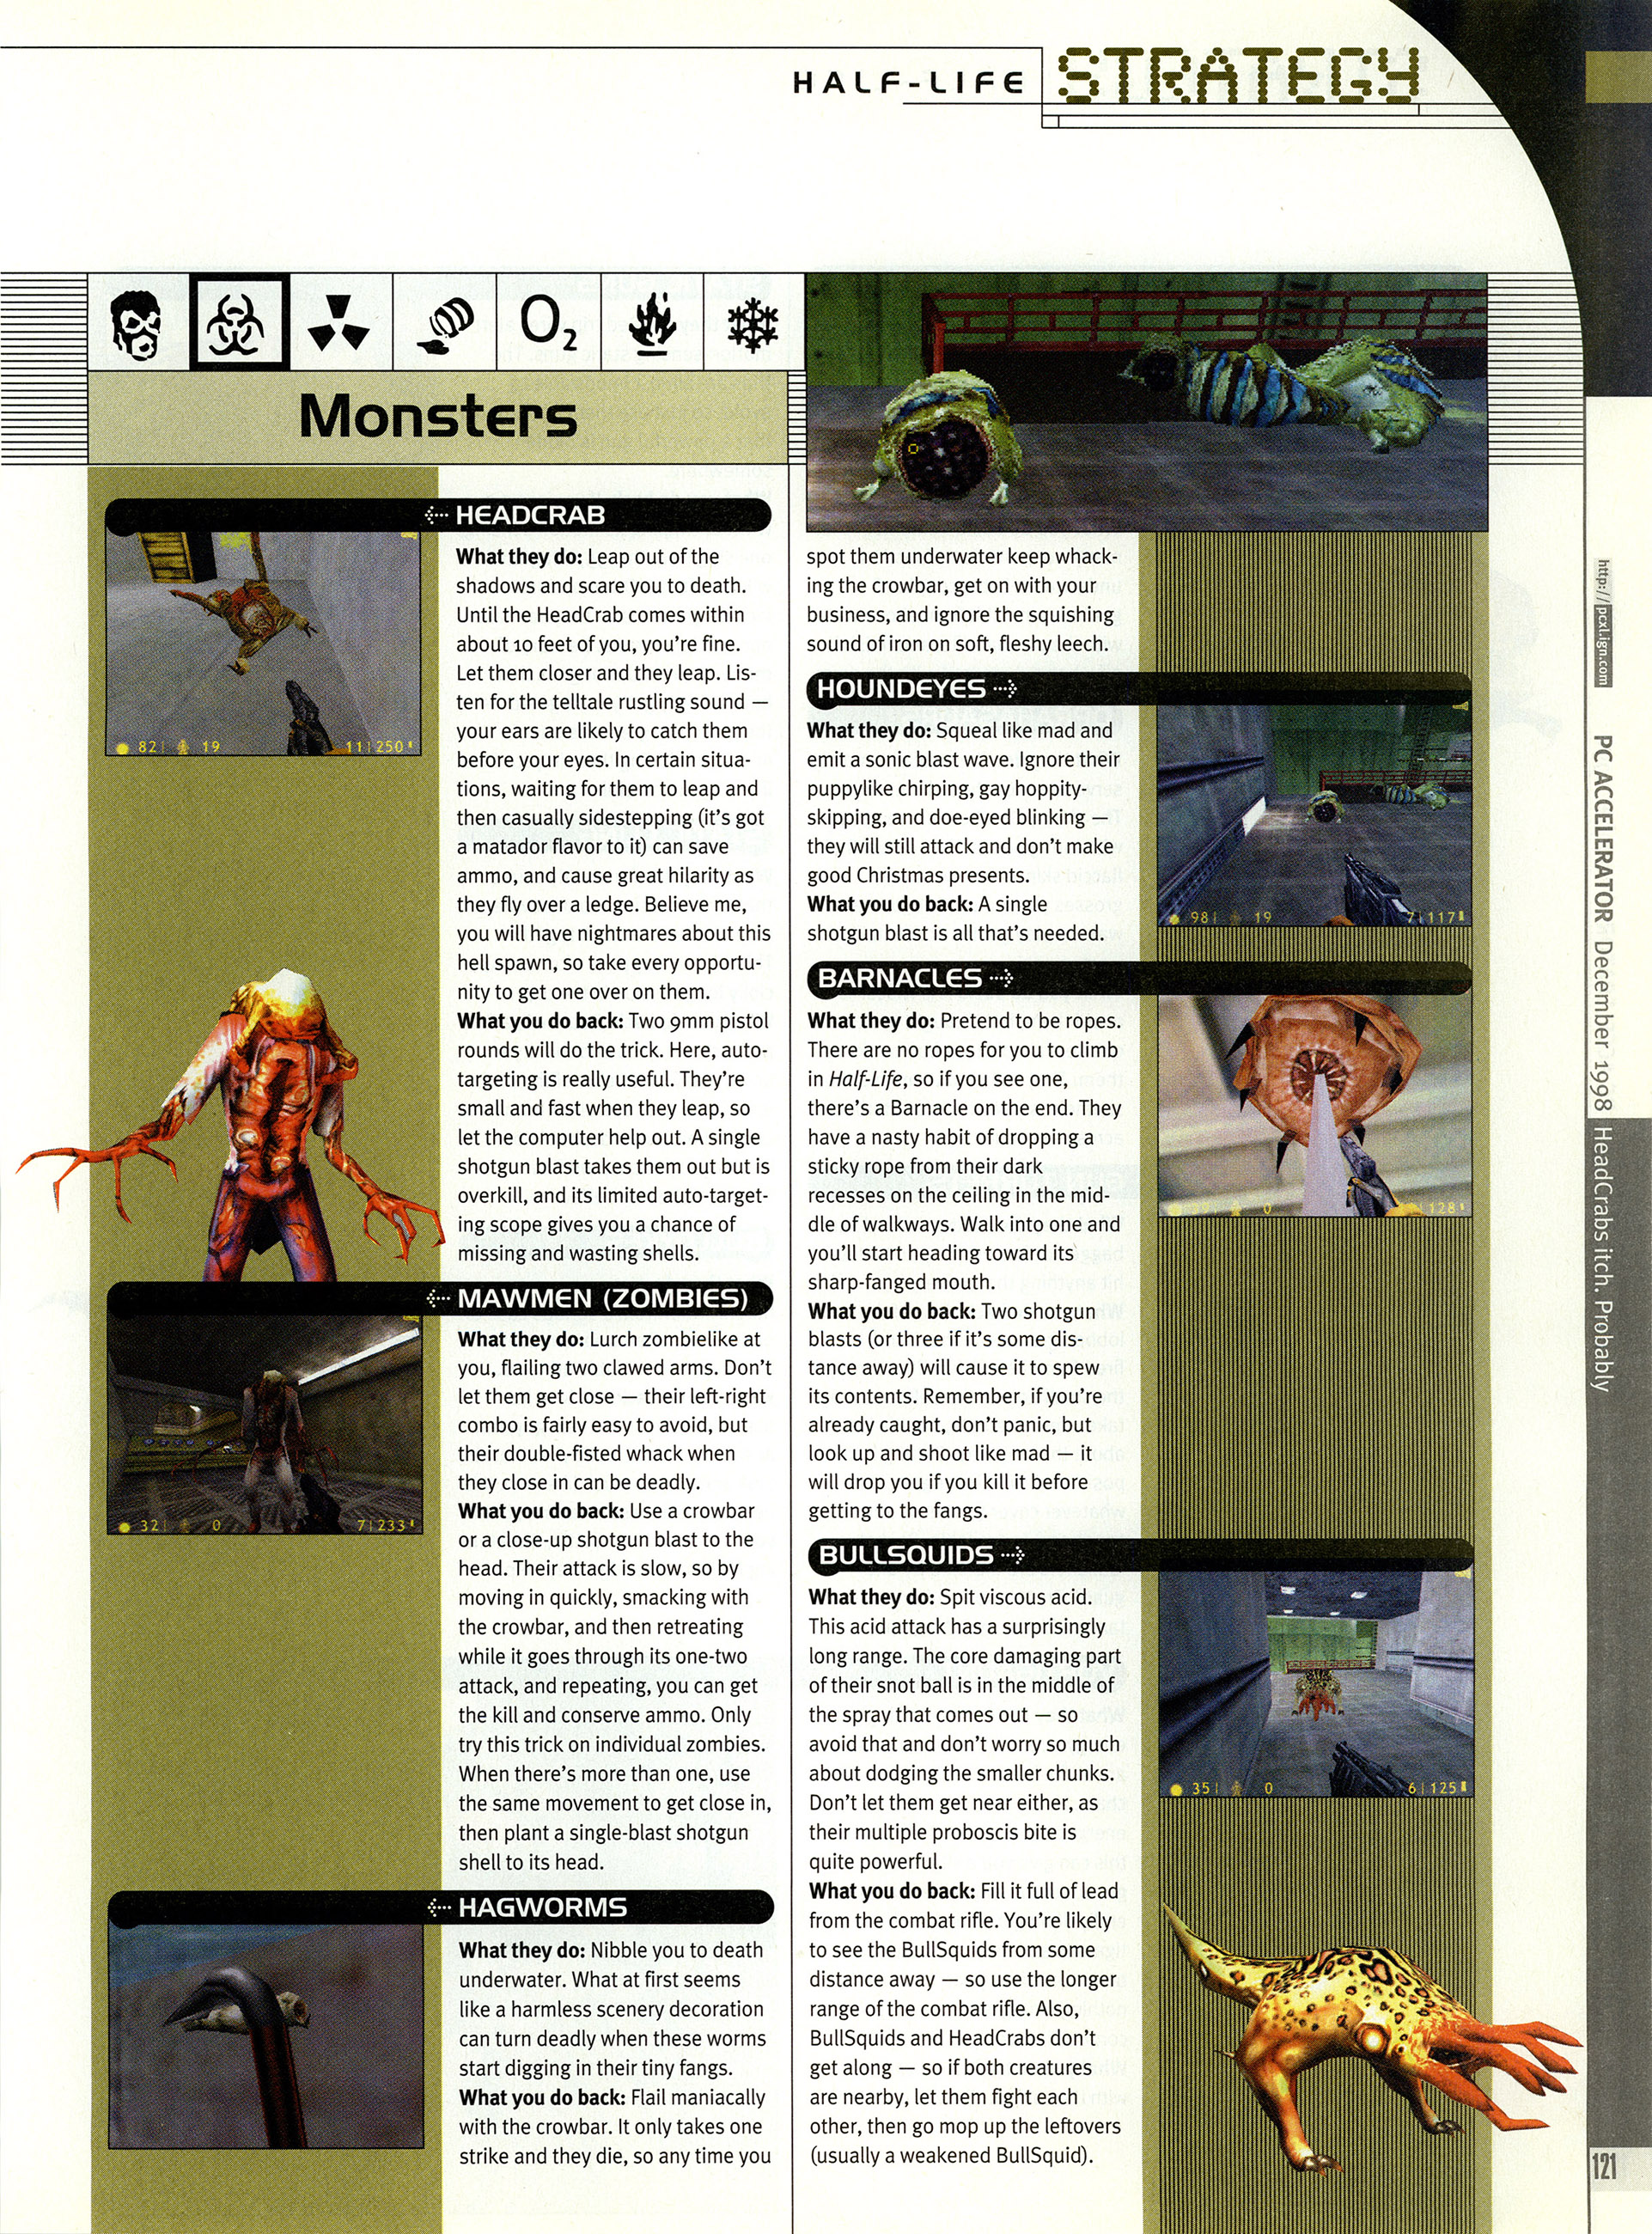 HALF-LIFE STRATEGY
O2
Monsters
HEADCRAB
What they do: Leap out of the
shadows and scare you to death.
Until the HeadCrab comes within
about 10 feet of you, you're fine.
Let them closer and they leap. Lis-
ten for the telltale rustling sound —
your ears are likely to catch them
before your eyes. In certain situa-
tions, waiting for them to leap and
then casually sidestepping (it's got
a matador flavor to it) can save
ammo, and cause great hilarity as
they fly over a ledge. Believe me,
you will have nightmares about this
hell spawn, so take every opportu-
nity to get one over on them.
What you do back: Two 9mm pistol
rounds will do the trick. Here, auto-
targeting is really useful. They're
small and fast when they leap, so
let the computer help out. A single
shotgun blast takes them out but is
overkill, and its limited auto-target-
ing scope gives you a chance of
missing and wasting shells.
82| 19 11|250
MAWMEN (ZOMBIES)
What they do: Lurch zombielike at
you, flailing two clawed arms. Don't
let them get close — their left-right
combo is fairly easy to avoid, but
their double-fisted whack when
they close in can be deadly.
What you do back: Use a crowbar
or a close-up shotgun blast to the
head. Their attack is slow, so by
moving in quickly, smacking with
the crowbar, and then retreating
while it goes through its one-two
attack, and repeating, you can get
the kill and conserve ammo. Only
try this trick on individual zombies.
When there's more than one, use
the same movement to get close in,
then plant a single-blast shotgun
shell to its head.
32| 0 7|233
HAGWORMS
What they do: Nibble you to death
underwater. What at first seems
like a harmless scenery decoration
can turn deadly when these worms
start digging in their tiny fangs.
What you do back: Flail maniacally
with the crowbar. It only takes one
strike and they die, so any time you
spot them underwater keep whack-
ing the crowbar, get on with your
business, and ignore the squishing
sound of iron on soft, fleshy leech.
HOUNDEYES
What they do: Squeal like mad and
emit a sonic blast wave. Ignore their
puppylike chirping, gay hoppity-
skipping, and doe-eyed blinking —
they will still attack and don't make
good Christmas presents.
What you do back: A single
shotgun blast is all that's needed.
98| 19 7|117
BARNACLES
What they do: Pretend to be ropes.
There are no ropes for you to climb
in Half-Life, so if you see one,
there's a Barnacle on the end. They
have a nasty habit of dropping a
sticky rope from their dark
recesses on the ceiling in the mid-
dle of walkways. Walk into one and
you'll start heading toward its
sharp-fanged mouth.
What you do back: Two shotgun
blasts (or three if it's some dis-
tance away) will cause it to spew
its contents. Remember, if you're
already caught, don't panic, but
look up and shoot like mad — it
will drop you if you kill it before
getting to the fangs.
0 128
BULLSQUIDS
What they do: Spit viscous acid.
This acid attack has a surprisingly
long range. The core damaging part
of their snot ball is in the middle of
the spray that comes out — so
avoid that and don't worry so much
about dodging the smaller chunks.
Don't let them get near either, as
their multiple proboscis bite is
quite powerful.
What you do back: Fill it full of lead
from the combat rifle. You're likely
to see the BullSquids from some
distance away — so use the longer
range of the combat rifle. Also,
BullSquids and HeadCrabs don't
get along — so if both creatures
are nearby, let them fight each
other, then go mop up the leftovers
(usually a weakened BullSquid).
35| 0 6|125
http://pcxl.ign.com
PC ACCELERATOR December 1998 HeadCrabs itch. Probably
121